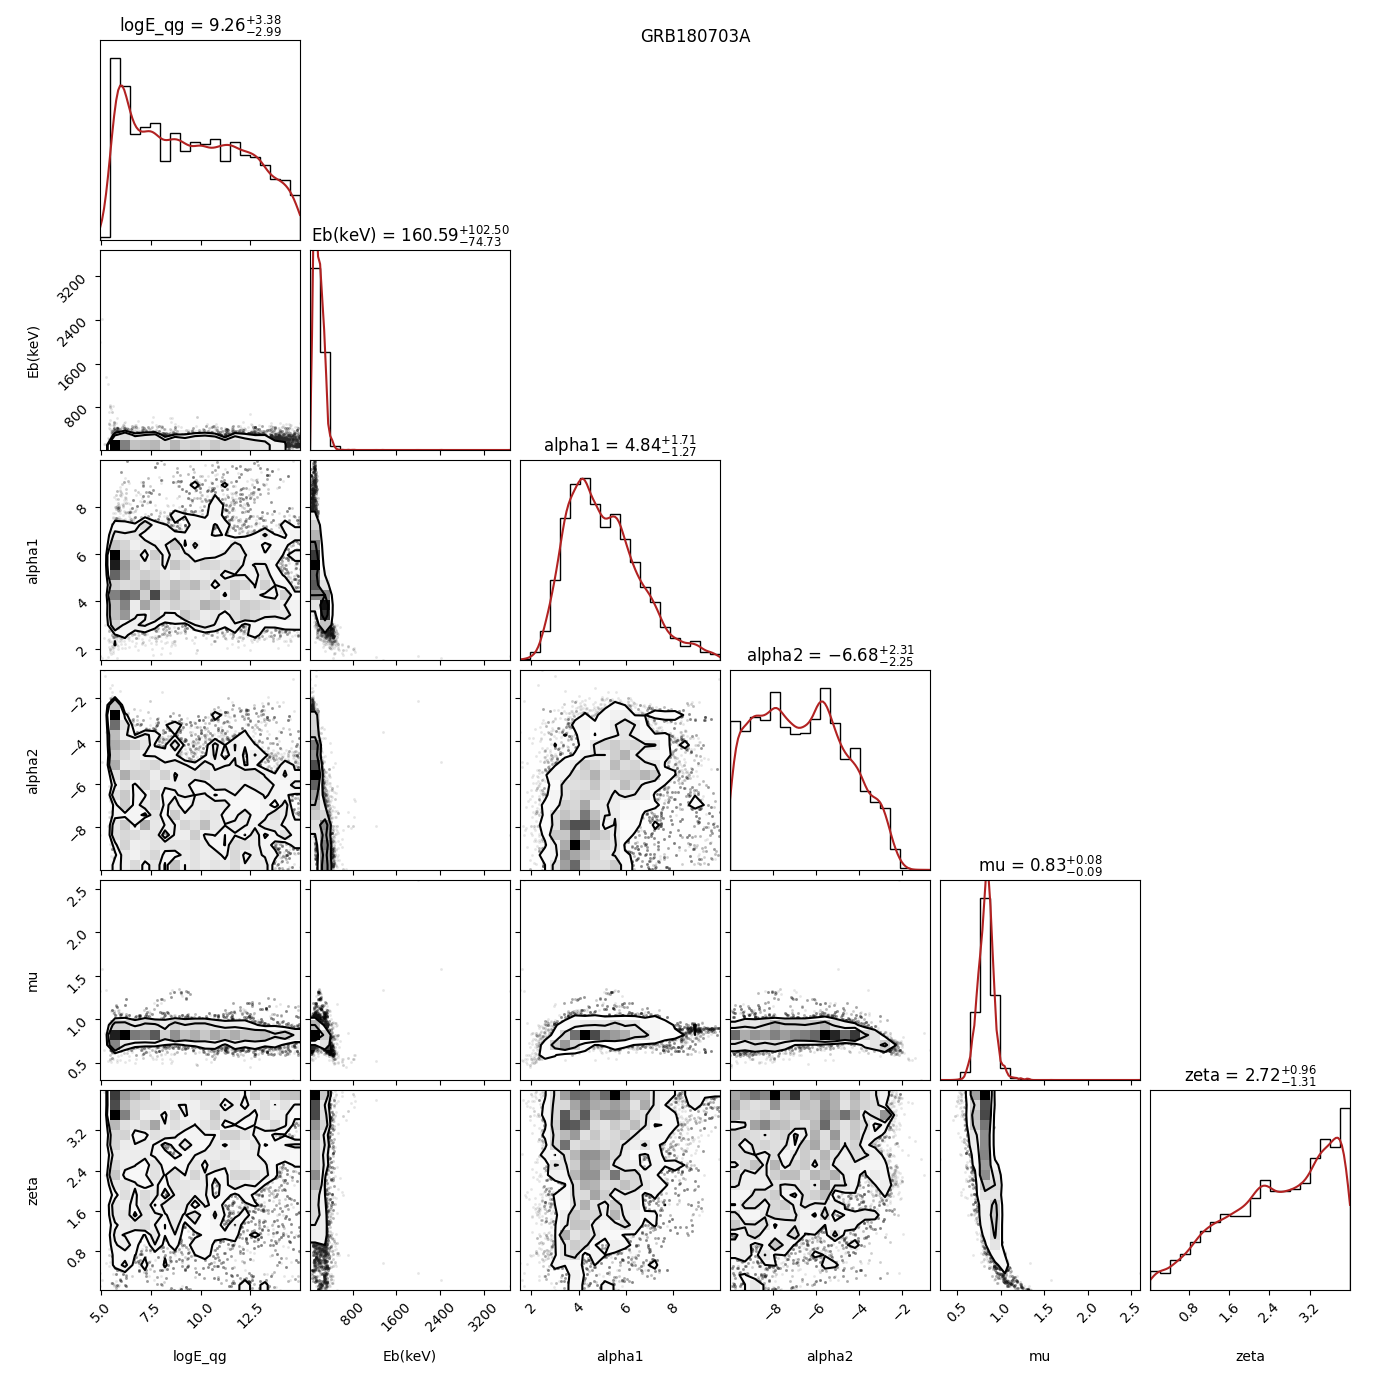 GRB180703A
logE_qg = 9.26+3.38 −2.99
Eb(keV) = 160.59+102.50 −74.73
Eb(keV)
3200
2400
1600
800
alpha1 = 4.84+1.71 −1.27
alpha1
8
6
4
2
alpha2 = −6.68+2.31 −2.25
alpha2
−2
−4
−6
−8
mu = 0.83+0.08 −0.09
mu
2.5
2.0
1.5
1.0
0.5
zeta = 2.72+0.96 −1.31
zeta
3.2
2.4
1.6
0.8
5.0 7.5 10.0 12.5
800 1600 2400 3200
2 4 6 8
−8 −6 −4 −2
0.5 1.0 1.5 2.0 2.5
0.8 1.6 2.4 3.2
logE_qg Eb(keV) alpha1 alpha2 mu zeta